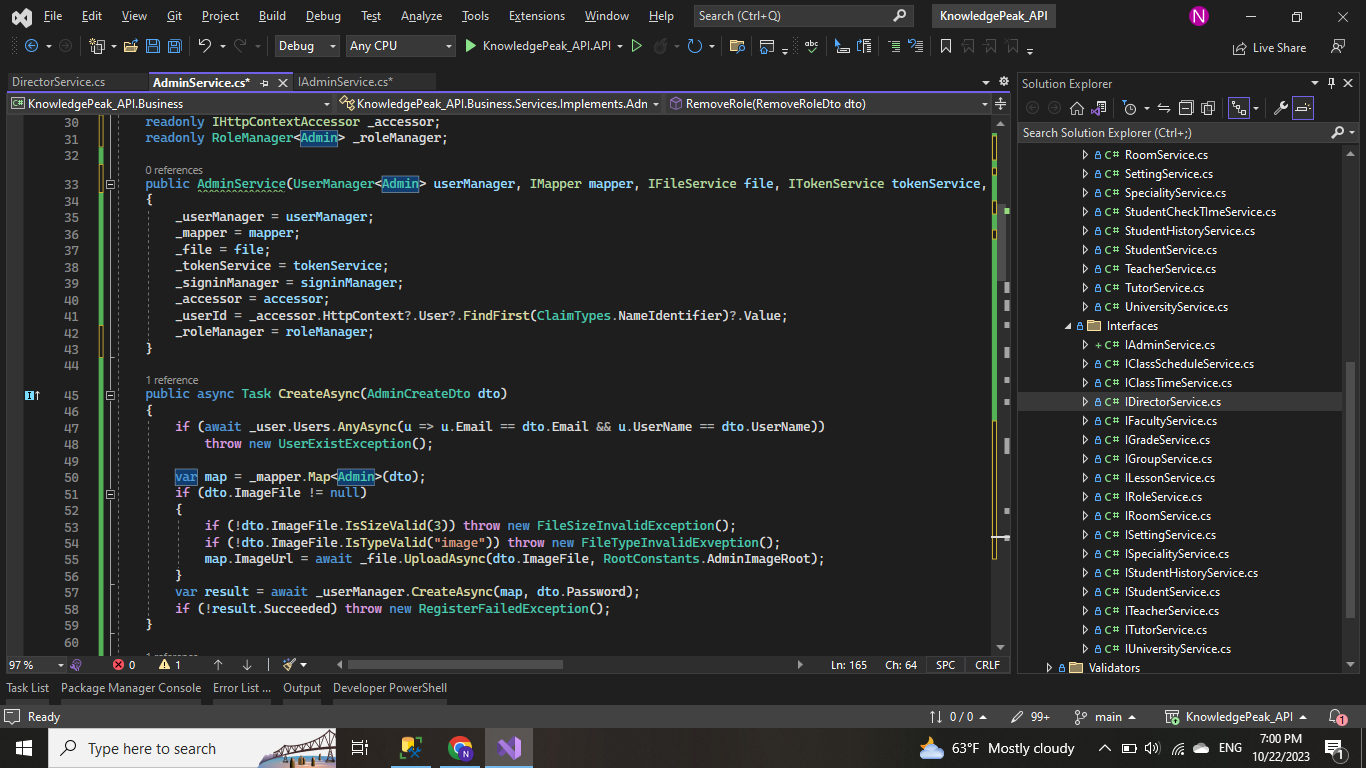 File Edit View Git Project Build Debug Test Analyze Tools Extensions Window Help Search (Ctrl+Q) KnowledgePeak_API N
Debug Any CPU KnowledgePeak_API.API Live Share
DirectorService.cs AdminService.cs* IAdminService.cs*
KnowledgePeak_API.Business KnowledgePeak_API.Business.Services.Implements.Adn RemoveRole(RemoveRoleDto dto)
30 readonly IHttpContextAccessor _accessor;
31 readonly RoleManager<Admin> _roleManager;
32
0 references
33 public AdminService(UserManager<Admin> userManager, IMapper mapper, IFileService file, ITokenService tokenService,
34 {
35 _userManager = userManager;
36 _mapper = mapper;
37 _file = file;
38 _tokenService = tokenService;
39 _signinManager = signinManager;
40 _accessor = accessor;
41 _userId = _accessor.HttpContext?.User?.FindFirst(ClaimTypes.NameIdentifier)?.Value;
42 _roleManager = roleManager;
43 }
44
1 reference
45 public async Task CreateAsync(AdminCreateDto dto)
46 {
47 if (await _user.Users.AnyAsync(u => u.Email == dto.Email && u.UserName == dto.UserName))
48 throw new UserExistException();
49
50 var map = _mapper.Map<Admin>(dto);
51 if (dto.ImageFile != null)
52 {
53 if (!dto.ImageFile.IsSizeValid(3)) throw new FileSizeInvalidException();
54 if (!dto.ImageFile.IsTypeValid("image")) throw new FileTypeInvalidExveption();
55 map.ImageUrl = await _file.UploadAsync(dto.ImageFile, RootConstants.AdminImageRoot);
56 }
57 var result = await _userManager.CreateAsync(map, dto.Password);
58 if (!result.Succeeded) throw new RegisterFailedException();
59 }
60
1 reference
97 % 0 1 Ln: 165 Ch: 64 SPC CRLF
Solution Explorer
Search Solution Explorer (Ctrl+;)
C# RoomService.cs
C# SettingService.cs
C# SpecialityService.cs
C# StudentCheckTImeService.cs
C# StudentHistoryService.cs
C# StudentService.cs
C# TeacherService.cs
C# TutorService.cs
C# UniversityService.cs
Interfaces
+ C# IAdminService.cs
C# IClassScheduleService.cs
C# IClassTimeService.cs
C# IDirectorService.cs
C# IFacultyService.cs
C# IGradeService.cs
C# IGroupService.cs
C# ILessonService.cs
C# IRoleService.cs
C# IRoomService.cs
C# ISettingService.cs
C# ISpecialityService.cs
C# IStudentHistoryService.cs
C# IStudentService.cs
C# ITeacherService.cs
C# ITutorService.cs
C# IUniversityService.cs
Validators
Task List Package Manager Console Error List ... Output Developer PowerShell
Ready 0 / 0 99+ main KnowledgePeak_API 1
Type here to search N 63°F Mostly cloudy ENG 7:00 PM
10/22/2023 1